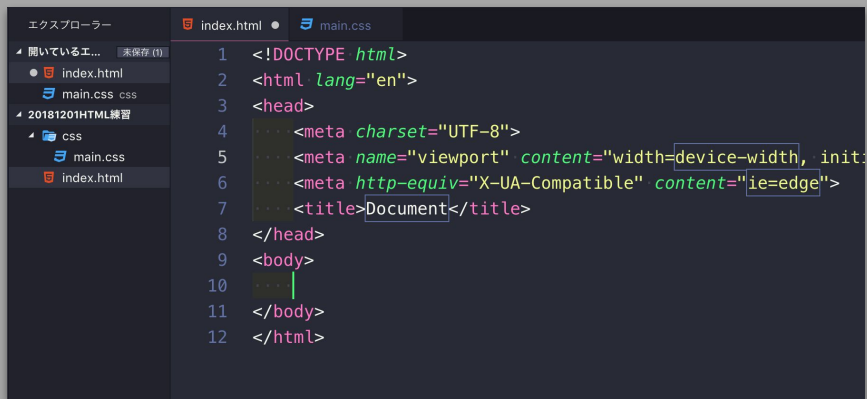 エクスプローラー
開いているエ... 未保存 (1)
index.html
main.css css
20181201HTML練習
css
main.css
index.html
index.html
main.css
1 <!DOCTYPE html>
2 <html lang="en">
3 <head>
4 <meta charset="UTF-8">
5 <meta name="viewport" content="width=device-width, initi
6 <meta http-equiv="X-UA-Compatible" content="ie=edge">
7 <title>Document</title>
8 </head>
9 <body>
10
11 </body>
12 </html>